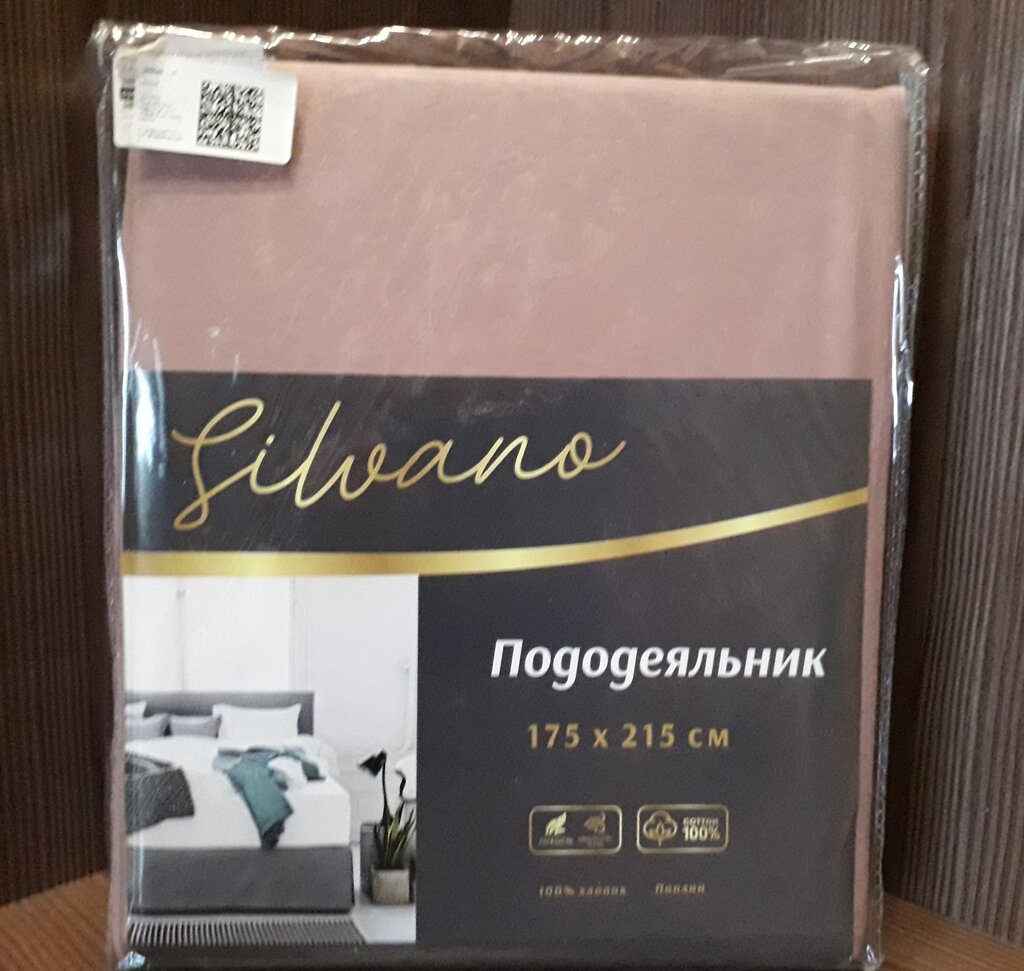 Silvano
Пододеяльник
175 x 215 см
COTTON
100%
100% хлопок Поплин